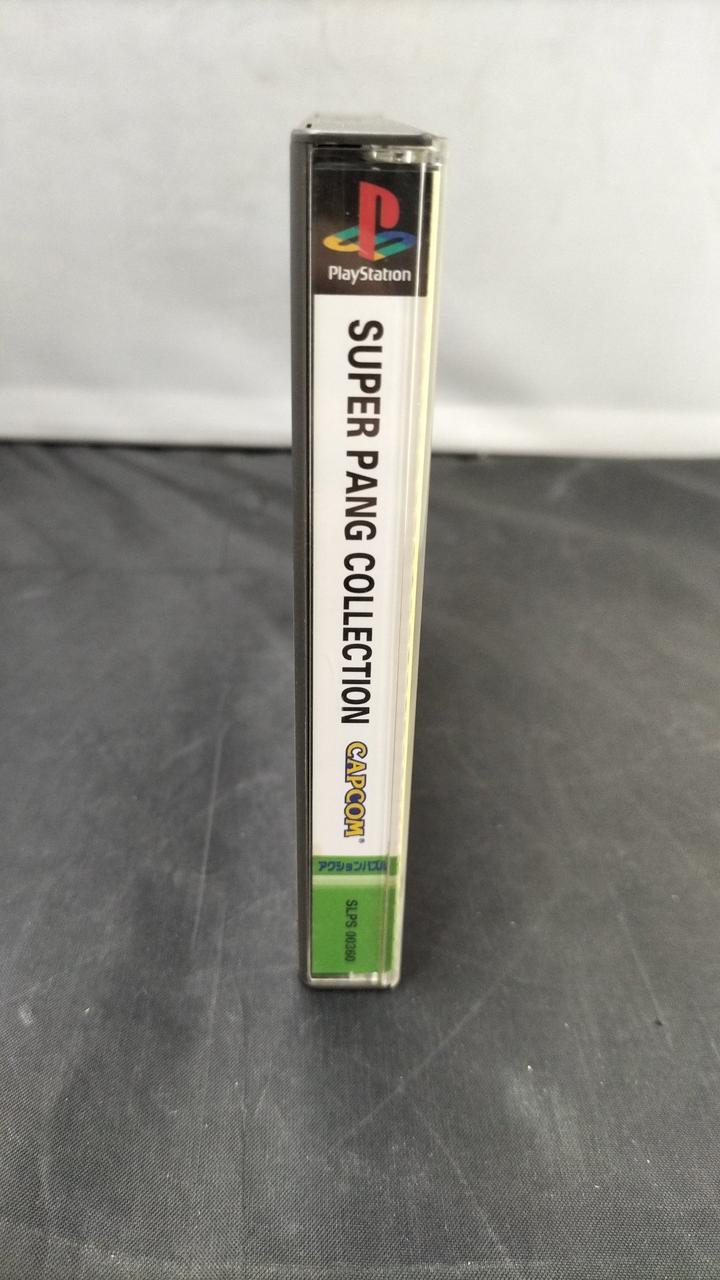 PlayStation
SUPER PANG COLLECTION
CAPCOM®
アクションパズル
SLPS 00360